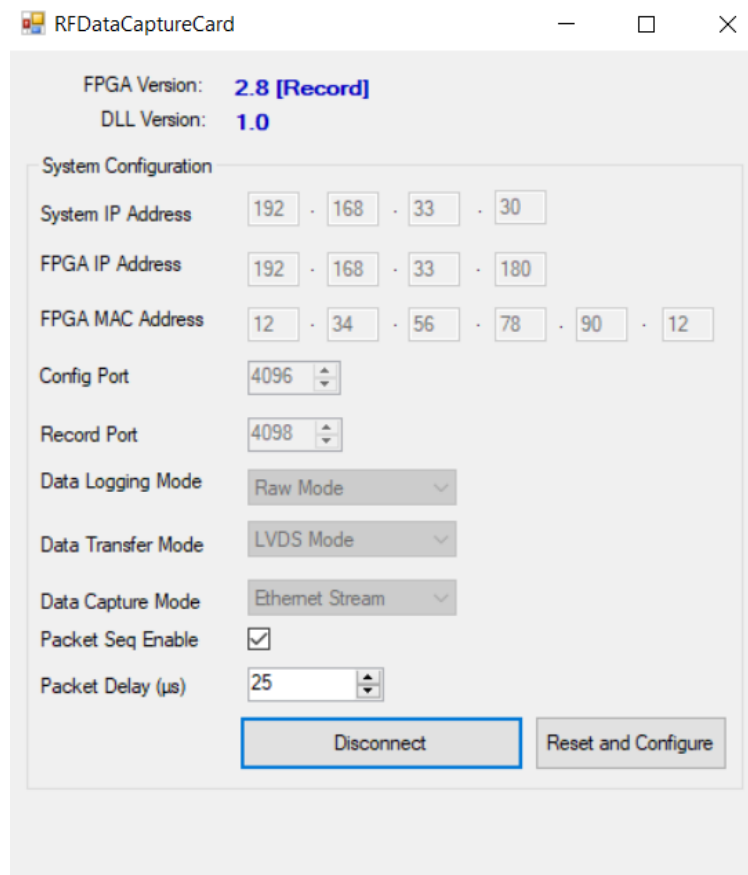 RFDataCaptureCard
FPGA Version: 2.8 [Record]
DLL Version: 1.0
System Configuration
System IP Address 192 . 168 . 33 . 30
FPGA IP Address 192 . 168 . 33 . 180
FPGA MAC Address 12 . 34 . 56 . 78 . 90 . 12
Config Port 4096
Record Port 4098
Data Logging Mode Raw Mode
Data Transfer Mode LVDS Mode
Data Capture Mode Ethernet Stream
Packet Seq Enable
Packet Delay (µs) 25
Disconnect Reset and Configure